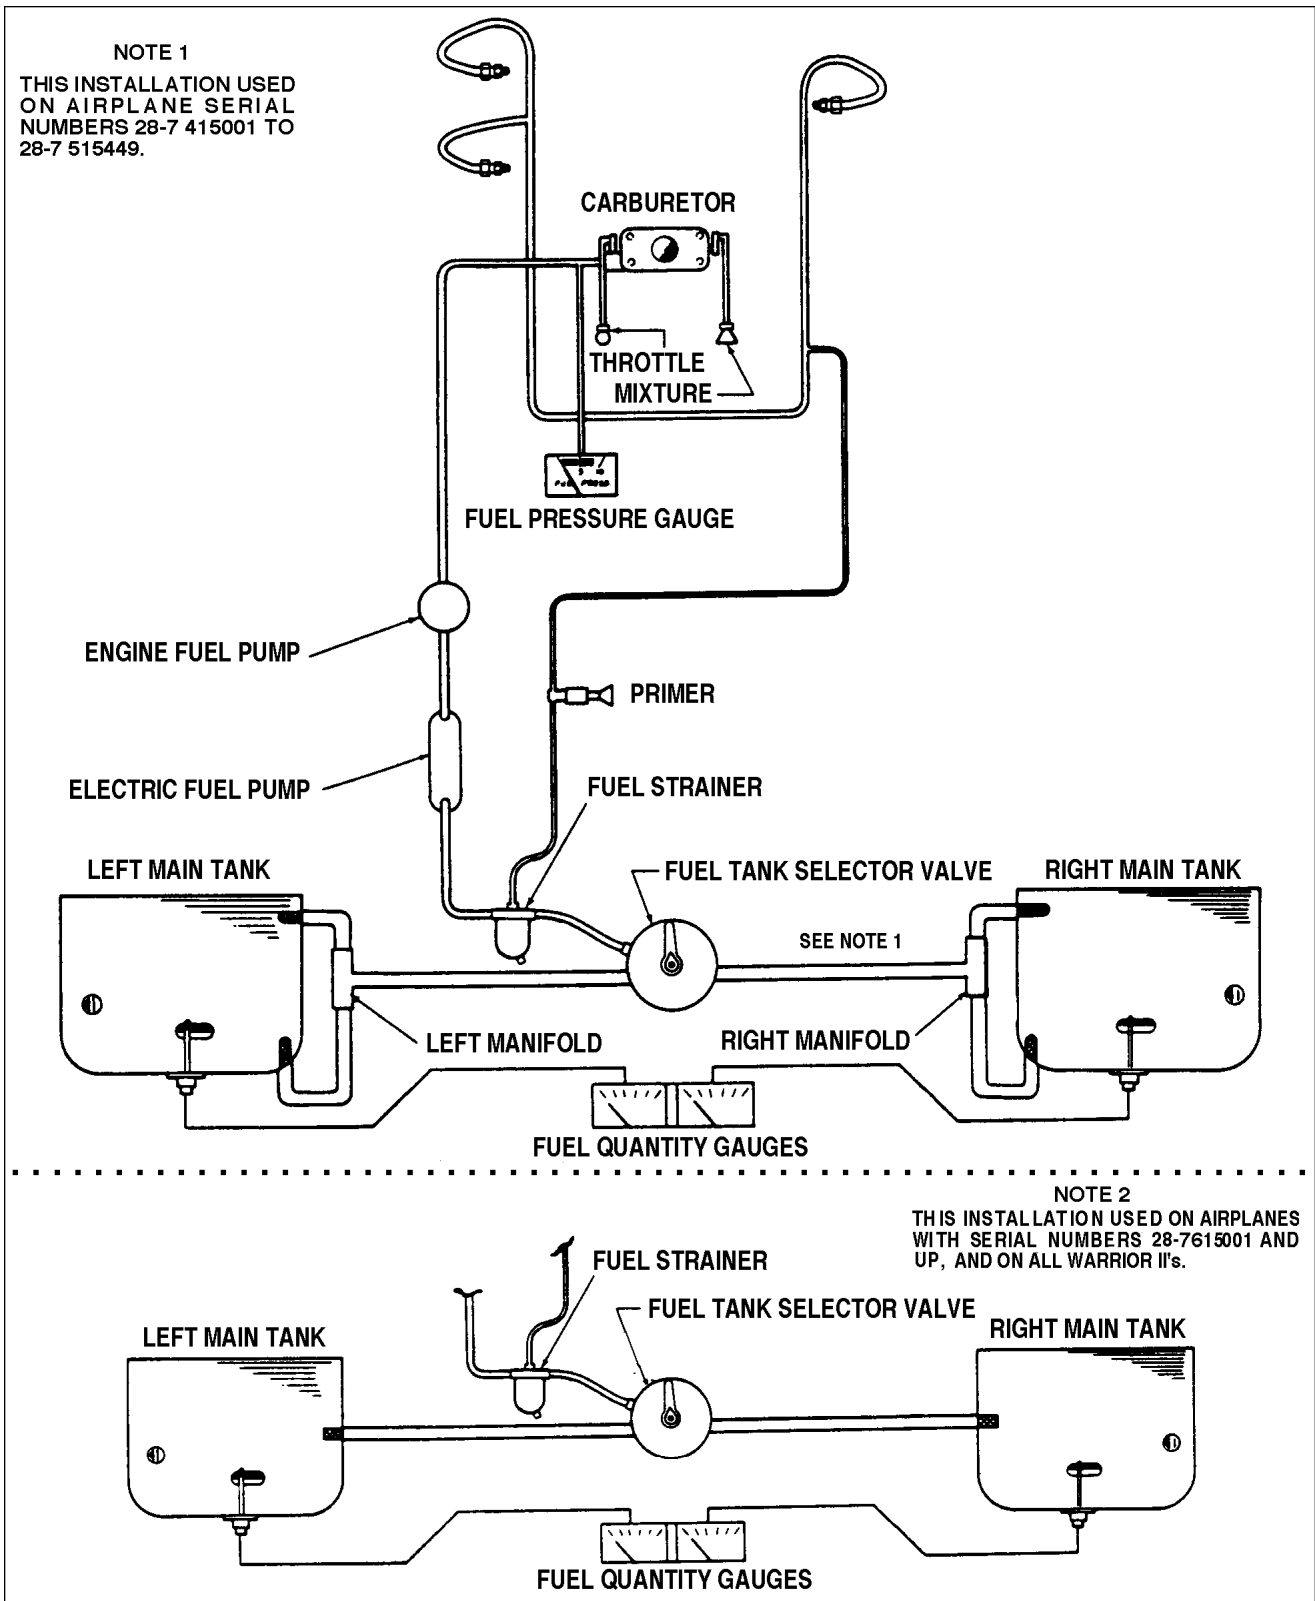 NOTE 1
THIS INSTALLATION USED
ON AIRPLANE SERIAL
NUMBERS 28-7 415001 TO
28-7 515449.
CARBURETOR
THROTTLE
MIXTURE
FUEL PRESSURE GAUGE
ENGINE FUEL PUMP
PRIMER
ELECTRIC FUEL PUMP
FUEL STRAINER
LEFT MAIN TANK
FUEL TANK SELECTOR VALVE
RIGHT MAIN TANK
SEE NOTE 1
LEFT MANIFOLD
RIGHT MANIFOLD
FUEL QUANTITY GAUGES
NOTE 2
THIS INSTALLATION USED ON AIRPLANES
WITH SERIAL NUMBERS 28-7615001 AND
UP, AND ON ALL WARRIOR II's.
FUEL STRAINER
FUEL TANK SELECTOR VALVE
LEFT MAIN TANK
RIGHT MAIN TANK
FUEL QUANTITY GAUGES